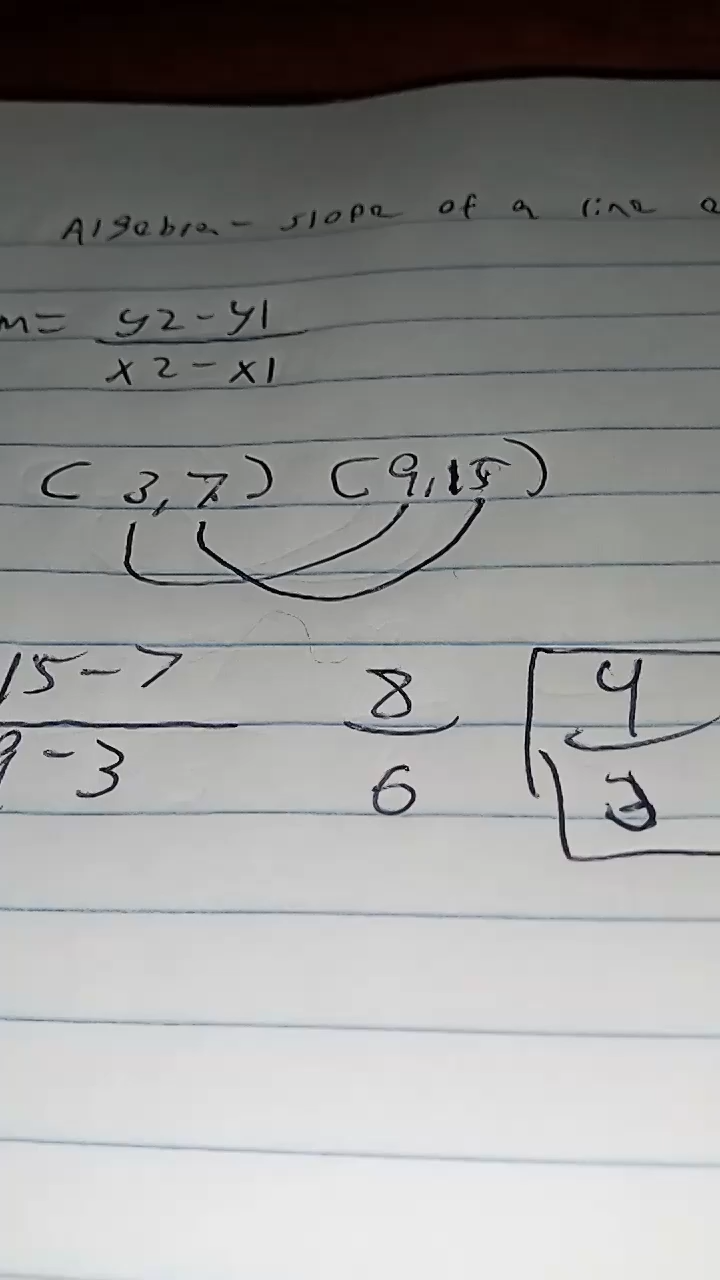 Algebra - slope of a line
m = y2 - y1
x2 - x1
(3,7) (9,15)
15-7 8 4
9-3 6 3